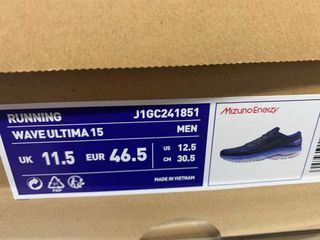 RUNNING J1GC241851
WAVE ULTIMA 15 MEN
UK 11.5 EUR 46.5 US 12.5
CM 30.5
PAP
MADE IN VIETNAM
Mizuno Enerzy